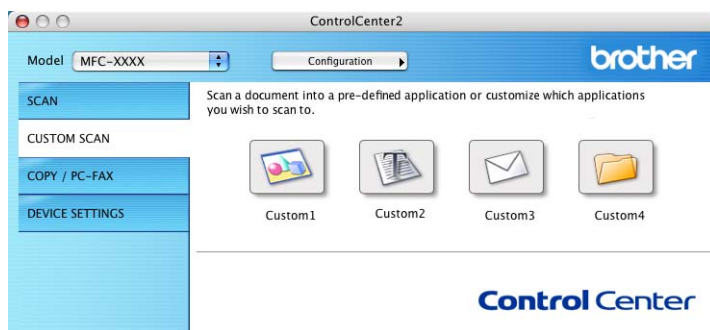 ControlCenter2
Model MFC-XXXX Configuration brother
SCAN
Scan a document into a pre-defined application or customize which applications
you wish to scan to.
CUSTOM SCAN
COPY / PC-FAX
DEVICE SETTINGS
Custom1 Custom2 Custom3 Custom4
Control Center